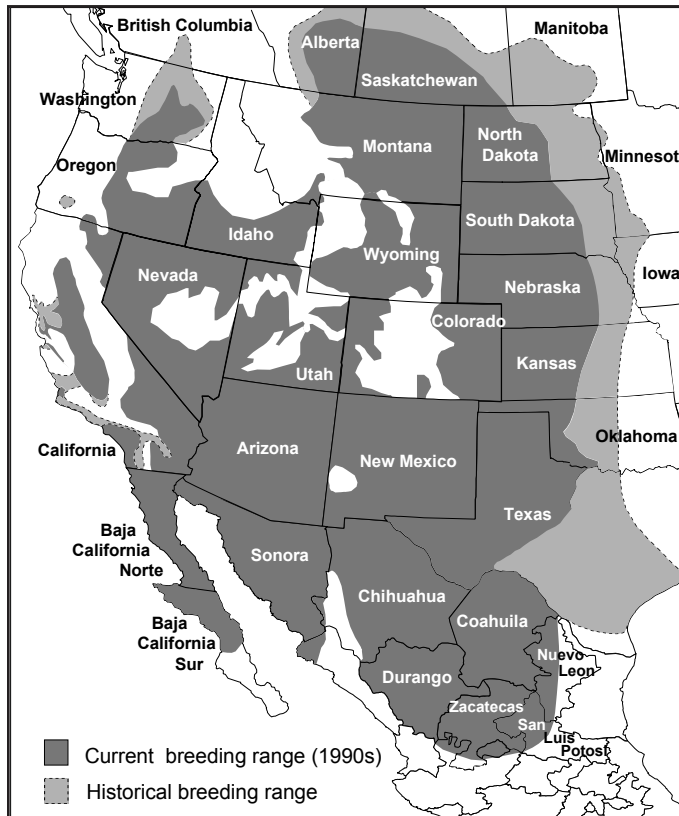 British Columbia
Alberta
Manitoba
Saskatchewan
Washington
Montana
North
Dakota
Oregon
Minnesot
South Dakota
Idaho
Wyoming
Nevada
Iowa
Nebraska
Colorado
Utah
Kansas
California
Arizona
New Mexico
Oklahoma
Texas
Baja
California
Norte
Sonora
Chihuahua
Coahuila
Baja
California
Sur
Nuevo
Leon
Durango
Zacatecas
San
Luis
Potosi
Current breeding range (1990s)
Historical breeding range